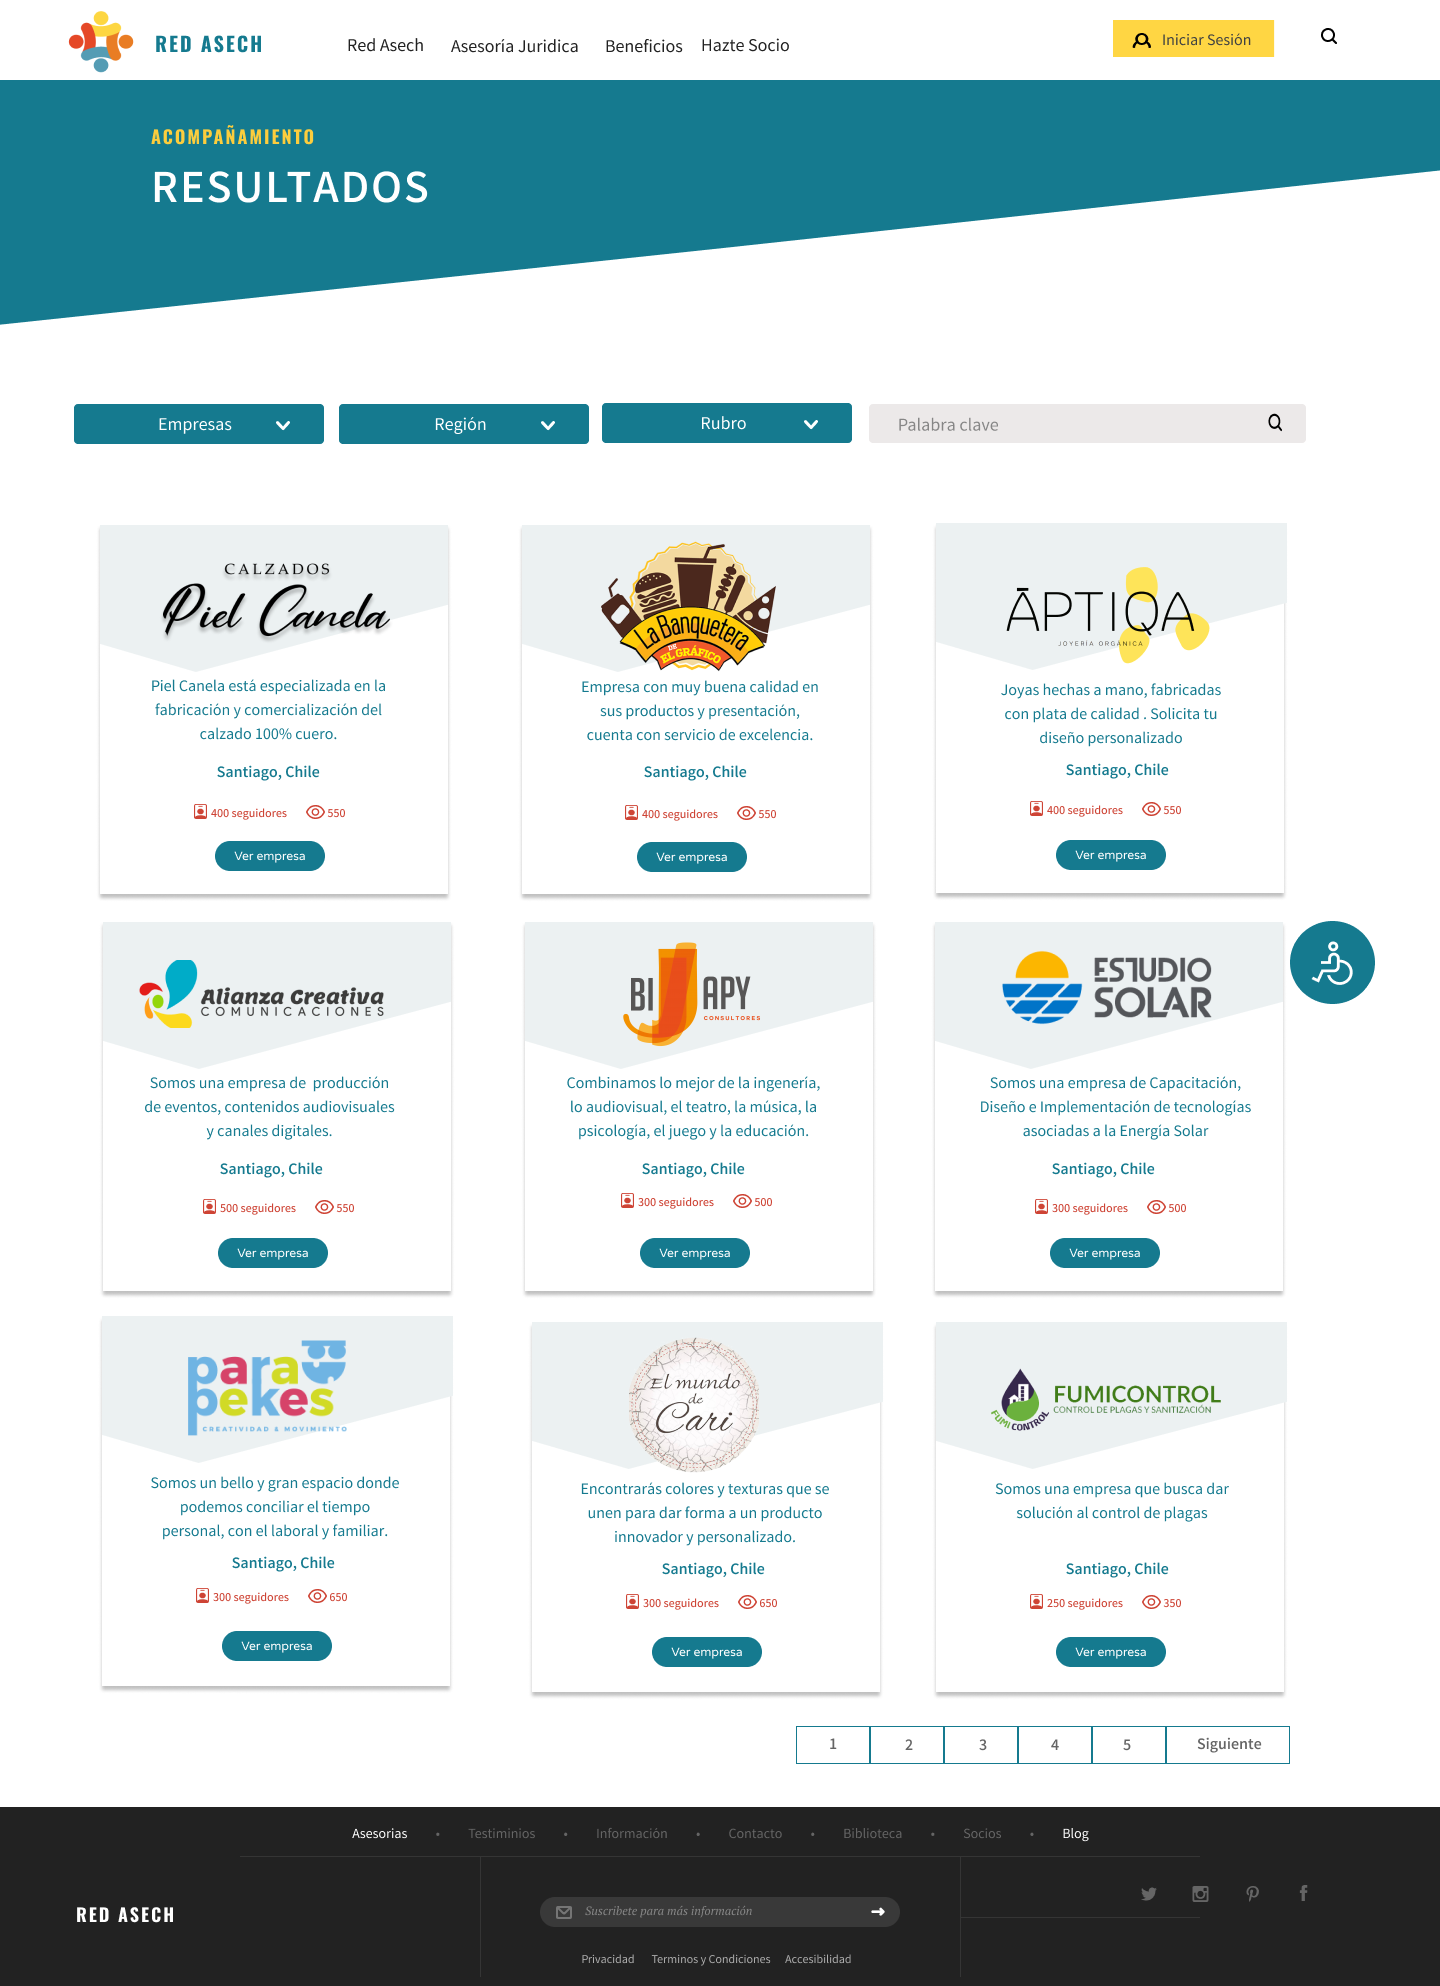 RED ASECH
Red Asech
Asesoría Juridica
Beneficios
Hazte Socio
Iniciar Sesión
ACOMPAÑAMIENTO
RESULTADOS
Empresas
Región
Rubro
Palabra clave
CALZADOS
Piel Canela
Piel Canela está especializada en la
fabricación y comercialización del
calzado 100% cuero.
Santiago, Chile
400 seguidores
550
Ver empresa
La Banquetera
DE
EL GRÁFICO
Empresa con muy buena calidad en
sus productos y presentación,
cuenta con servicio de excelencia.
Santiago, Chile
400 seguidores
550
Ver empresa
ĀPTIQA
JOYERÍA ORGÁNICA
Joyas hechas a mano, fabricadas
con plata de calidad . Solicita tu
diseño personalizado
Santiago, Chile
400 seguidores
550
Ver empresa
Alianza Creativa
COMUNICACIONES
Somos una empresa de  producción
de eventos, contenidos audiovisuales
y canales digitales.
Santiago, Chile
500 seguidores
550
Ver empresa
BIJAPY
CONSULTORES
Combinamos lo mejor de la ingenería,
lo audiovisual, el teatro, la música, la
psicología, el juego y la educación.
Santiago, Chile
300 seguidores
500
Ver empresa
ESTUDIO
SOLAR
Somos una empresa de Capacitación,
Diseño e Implementación de tecnologías
asociadas a la Energía Solar
Santiago, Chile
300 seguidores
500
Ver empresa
para
pekes
CREATIVIDAD & MOVIMIENTO
Somos un bello y gran espacio donde
podemos conciliar el tiempo
personal, con el laboral y familiar.
Santiago, Chile
300 seguidores
650
Ver empresa
El mundo
de
Cari
Encontrarás colores y texturas que se
unen para dar forma a un producto
innovador y personalizado.
Santiago, Chile
300 seguidores
650
Ver empresa
FUMICONTROL
CONTROL DE PLAGAS Y SANITIZACIÓN
FUMI CONTROL
Somos una empresa que busca dar
solución al control de plagas
Santiago, Chile
250 seguidores
350
Ver empresa
1
2
3
4
5
Siguiente
Asesorias • Testiminios • Información • Contacto • Biblioteca • Socios • Blog
RED ASECH
Suscribete para más información
Privacidad
Terminos y Condiciones
Accesibilidad